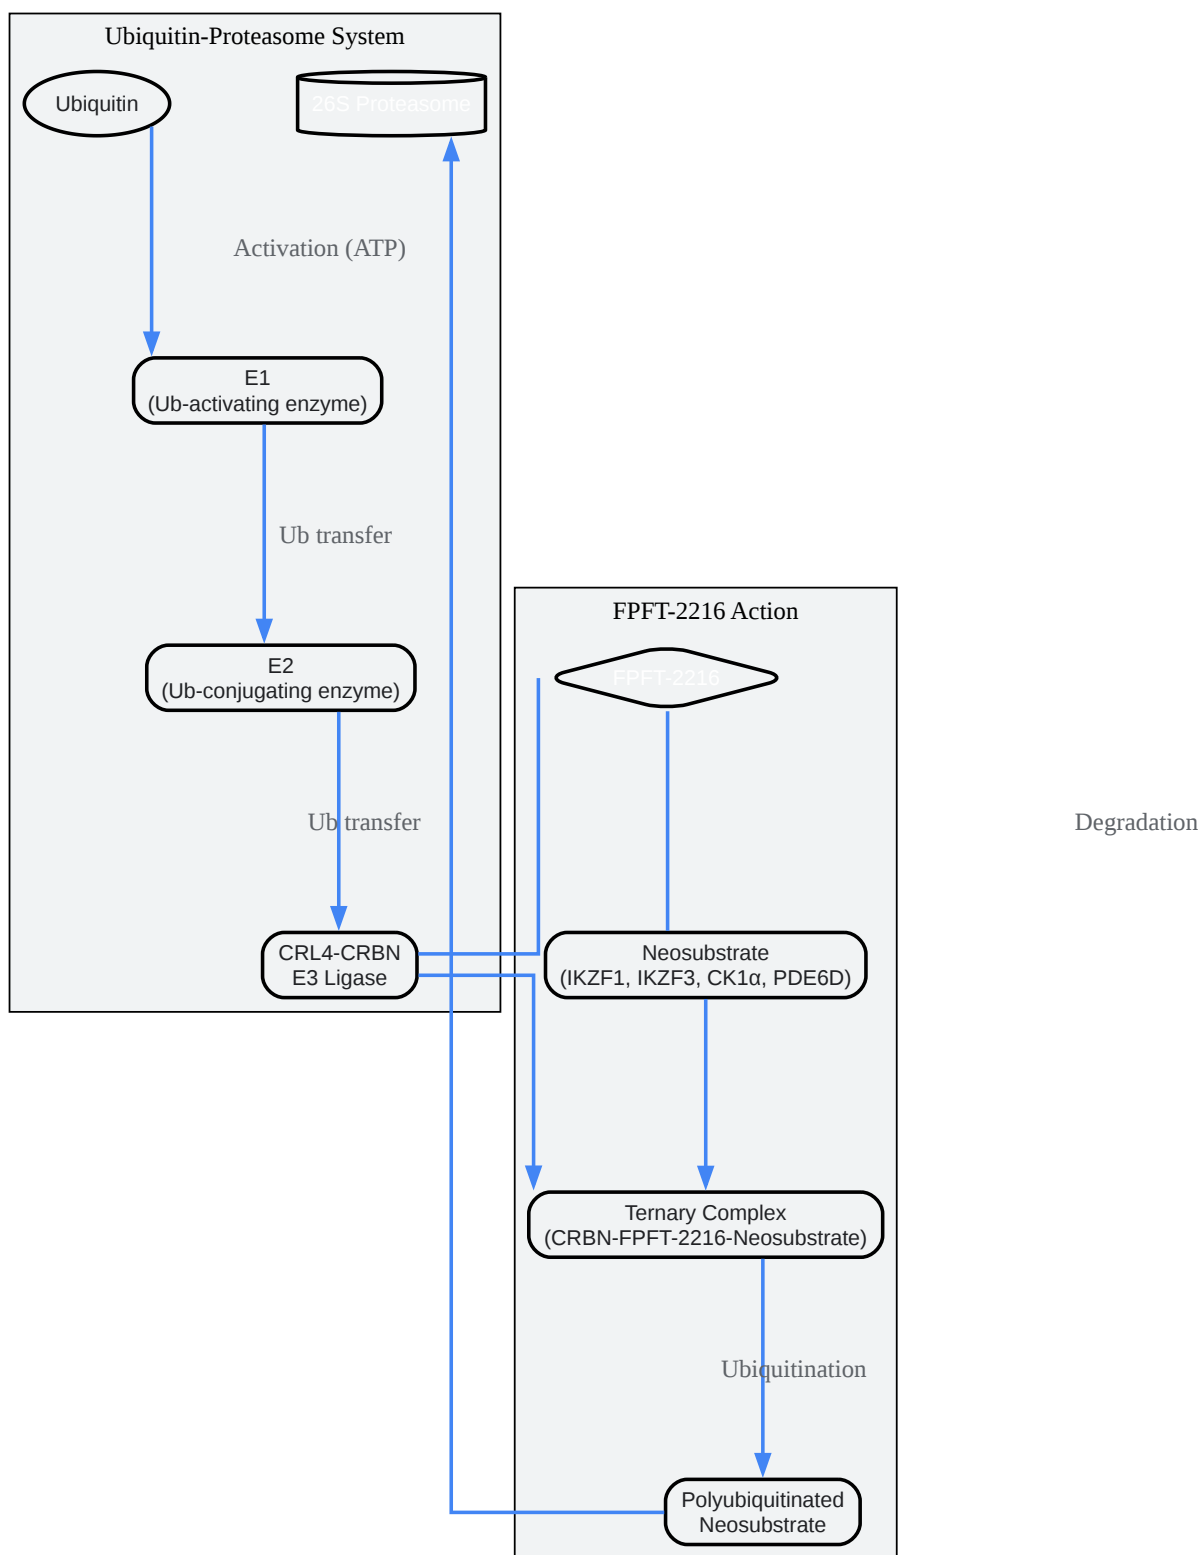 Ubiquitin-Proteasome System
Ubiquitin
26S Proteasome
Activation (ATP)
E1
(Ub-activating enzyme)
Ub transfer
FPFT-2216 Action
E2
(Ub-conjugating enzyme)
FPFT-2216
Ub transfer
Degradation
CRL4-CRBN
E3 Ligase
Neosubstrate
(IKZF1, IKZF3, CK1α, PDE6D)
Ternary Complex
(CRBN-FPFT-2216-Neosubstrate)
Ubiquitination
Polyubiquitinated
Neosubstrate